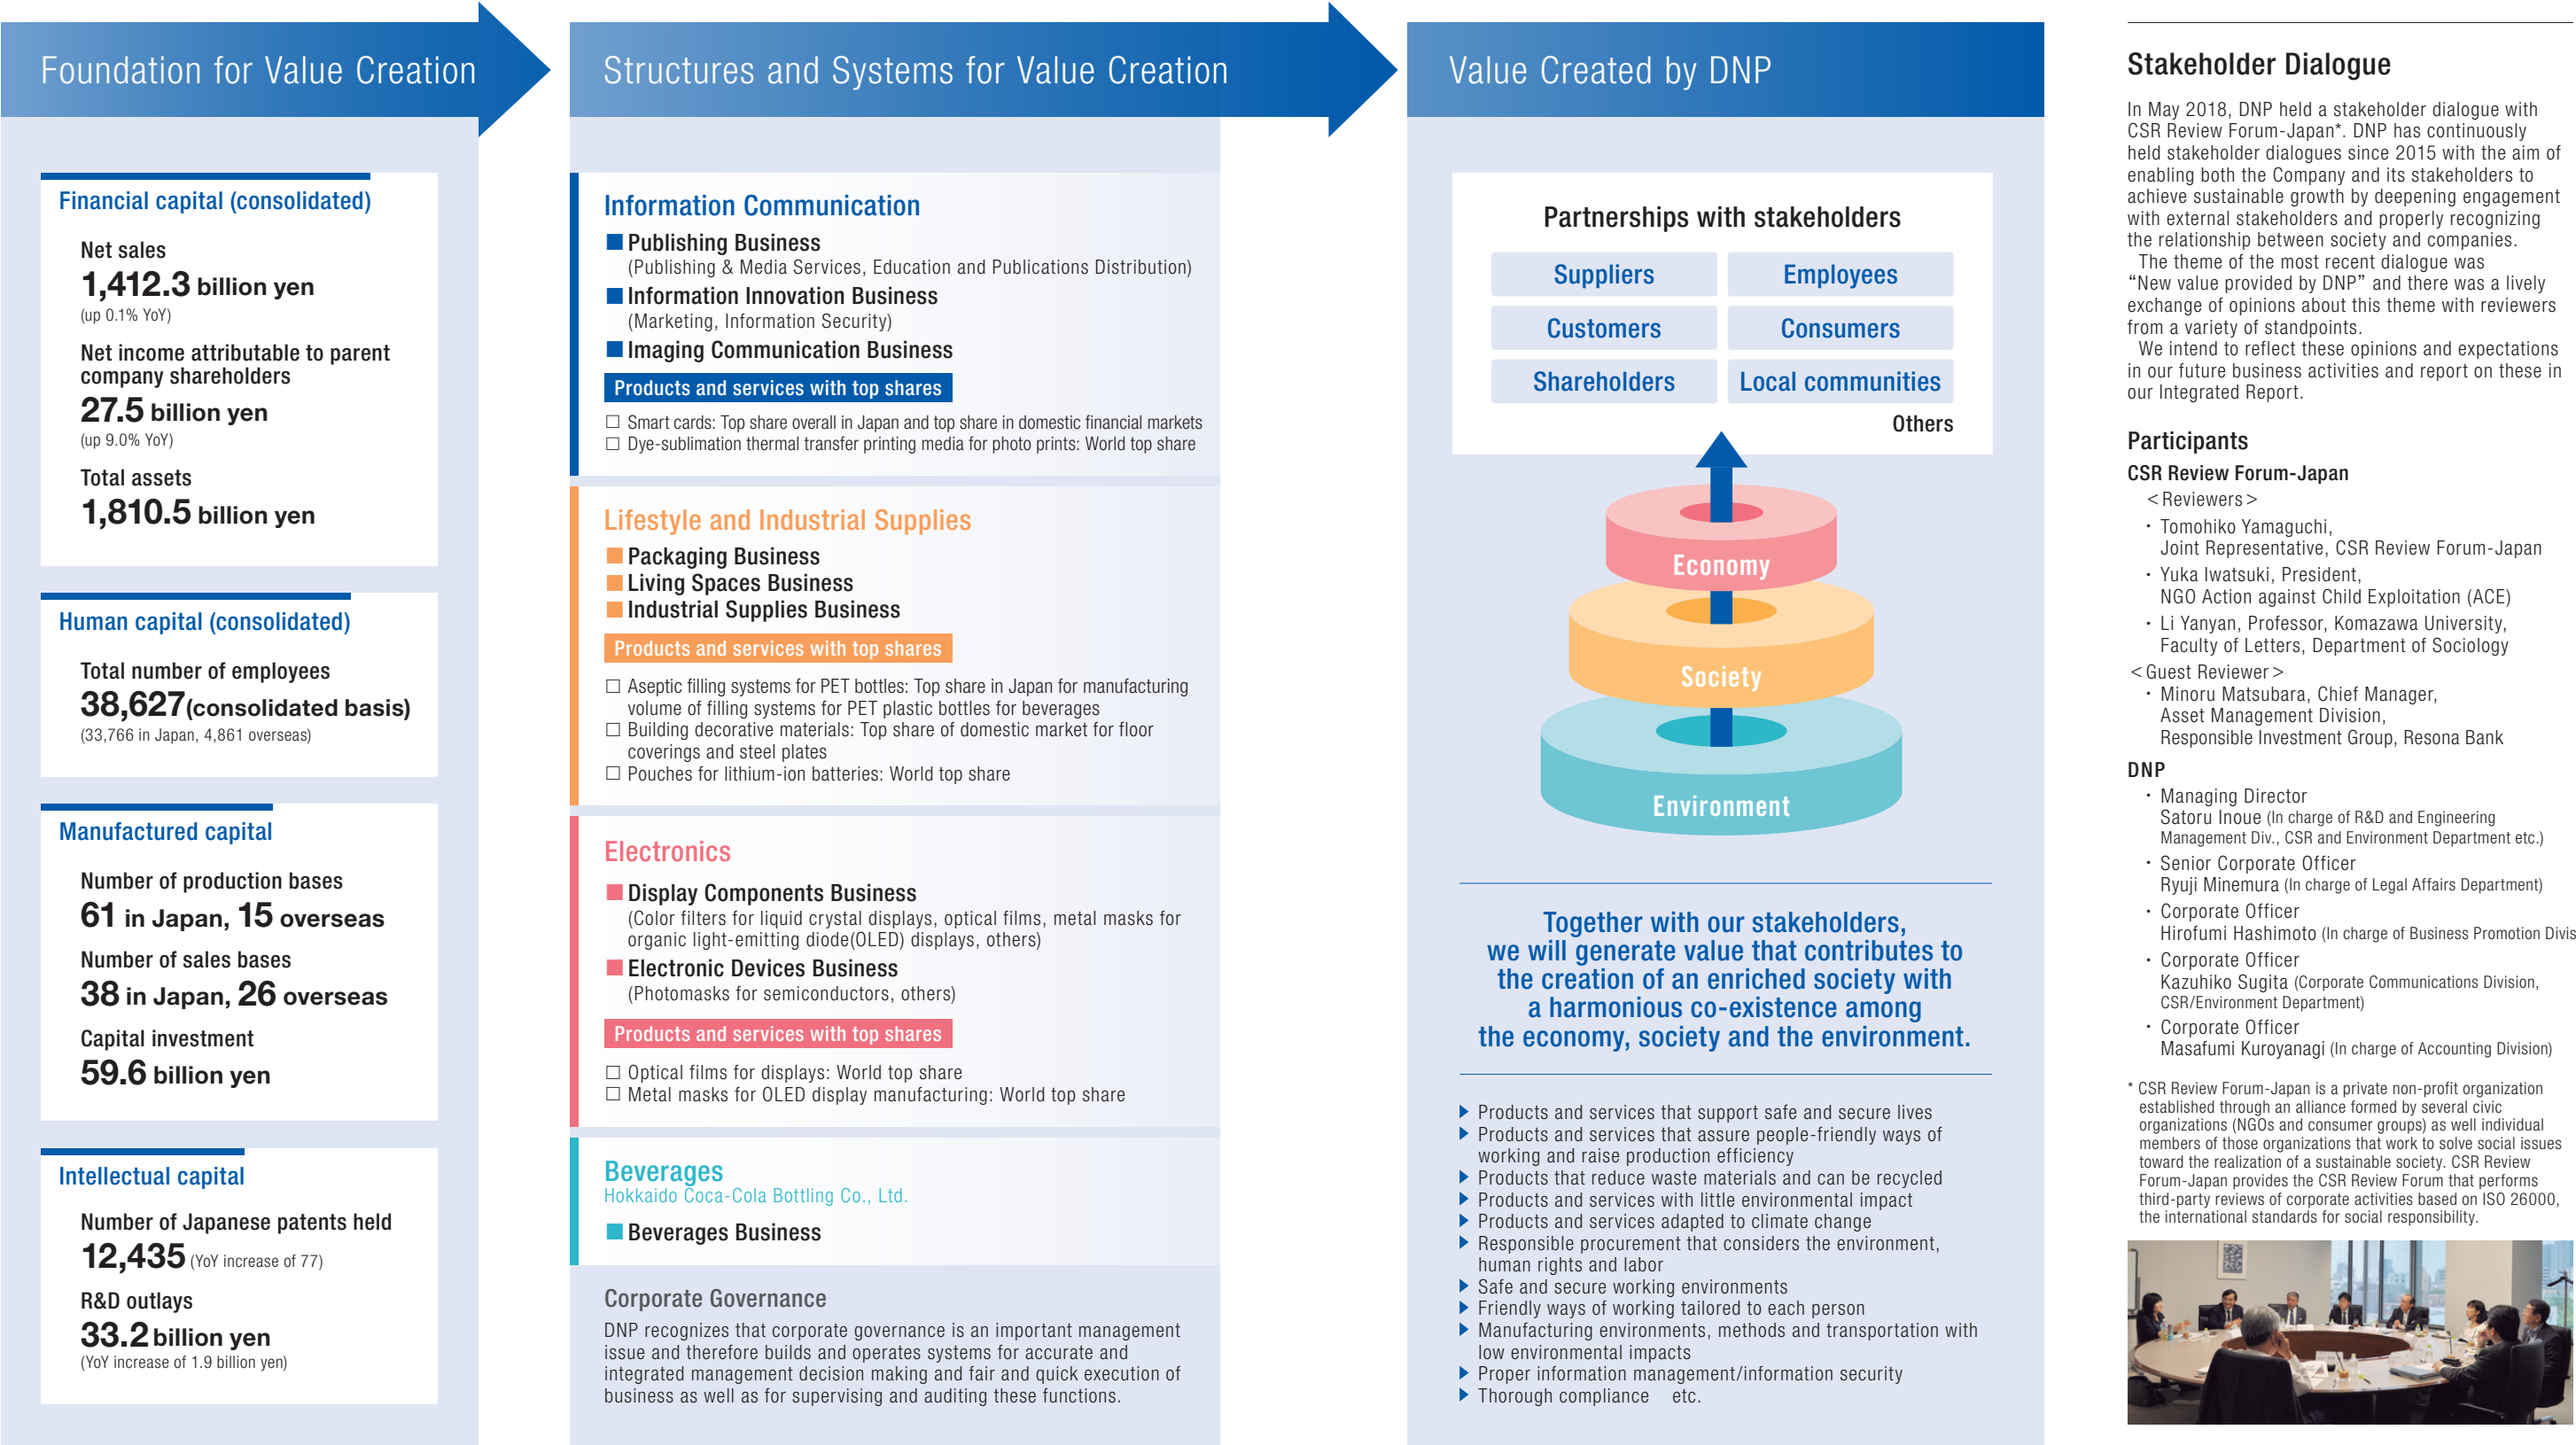 Foundation for Value Creation
Financial capital (consolidated)
Net sales
1,412.3 billion yen
(up 0.1% YoY)
Net income attributable to parent
company shareholders
27.5 billion yen
(up 9.0% YoY)
Total assets
1,810.5 billion yen
Human capital (consolidated)
Total number of employees
38,627(consolidated basis)
(33,766 in Japan, 4,861 overseas)
Manufactured capital
Number of production bases
61 in Japan, 15 overseas
Number of sales bases
38 in Japan, 26 overseas
Capital investment
59.6 billion yen
Intellectual capital
Number of Japanese patents held
12,435 (YoY increase of 77)
R&D outlays
33.2 billion yen
(YoY increase of 1.9 billion yen)
Structures and Systems for Value Creation
Information Communication
■ Publishing Business
(Publishing & Media Services, Education and Publications Distribution)
■ Information Innovation Business
(Marketing, Information Security)
■ Imaging Communication Business
Products and services with top shares
□ Smart cards: Top share overall in Japan and top share in domestic financial markets
□ Dye-sublimation thermal transfer printing media for photo prints: World top share
Lifestyle and Industrial Supplies
■ Packaging Business
■ Living Spaces Business
■ Industrial Supplies Business
Products and services with top shares
□ Aseptic filling systems for PET bottles: Top share in Japan for manufacturing
volume of filling systems for PET plastic bottles for beverages
□ Building decorative materials: Top share of domestic market for floor
coverings and steel plates
□ Pouches for lithium-ion batteries: World top share
Electronics
■ Display Components Business
(Color filters for liquid crystal displays, optical films, metal masks for
organic light-emitting diode(OLED) displays, others)
■ Electronic Devices Business
(Photomasks for semiconductors, others)
Products and services with top shares
□ Optical films for displays: World top share
□ Metal masks for OLED display manufacturing: World top share
Beverages
Hokkaido Coca-Cola Bottling Co., Ltd.
■ Beverages Business
Corporate Governance
DNP recognizes that corporate governance is an important management
issue and therefore builds and operates systems for accurate and
integrated management decision making and fair and quick execution of
business as well as for supervising and auditing these functions.
Value Created by DNP
Partnerships with stakeholders
Suppliers
Employees
Customers
Consumers
Shareholders
Local communities
Others
Economy
Society
Environment
Together with our stakeholders,
we will generate value that contributes to
the creation of an enriched society with
a harmonious co-existence among
the economy, society and the environment.
Products and services that support safe and secure lives
Products and services that assure people-friendly ways of
working and raise production efficiency
Products that reduce waste materials and can be recycled
Products and services with little environmental impact
Products and services adapted to climate change
Responsible procurement that considers the environment,
human rights and labor
Safe and secure working environments
Friendly ways of working tailored to each person
Manufacturing environments, methods and transportation with
low environmental impacts
Proper information management/information security
Thorough compliance etc.
Stakeholder Dialogue
In May 2018, DNP held a stakeholder dialogue with
CSR Review Forum-Japan*. DNP has continuously
held stakeholder dialogues since 2015 with the aim of
enabling both the Company and its stakeholders to
achieve sustainable growth by deepening engagement
with external stakeholders and properly recognizing
the relationship between society and companies.
The theme of the most recent dialogue was
“New value provided by DNP” and there was a lively
exchange of opinions about this theme with reviewers
from a variety of standpoints.
We intend to reflect these opinions and expectations
in our future business activities and report on these in
our Integrated Report.
Participants
CSR Review Forum-Japan
<Reviewers>
・ Tomohiko Yamaguchi,
Joint Representative, CSR Review Forum-Japan
・ Yuka Iwatsuki, President,
NGO Action against Child Exploitation (ACE)
・ Li Yanyan, Professor, Komazawa University,
Faculty of Letters, Department of Sociology
<Guest Reviewer>
・ Minoru Matsubara, Chief Manager,
Asset Management Division,
Responsible Investment Group, Resona Bank
DNP
・ Managing Director
Satoru Inoue (In charge of R&D and Engineering
Management Div., CSR and Environment Department etc.)
・ Senior Corporate Officer
Ryuji Minemura (In charge of Legal Affairs Department)
・ Corporate Officer
Hirofumi Hashimoto (In charge of Business Promotion Divis
・ Corporate Officer
Kazuhiko Sugita (Corporate Communications Division,
CSR/Environment Department)
・ Corporate Officer
Masafumi Kuroyanagi (In charge of Accounting Division)
* CSR Review Forum-Japan is a private non-profit organization
established through an alliance formed by several civic
organizations (NGOs and consumer groups) as well individual
members of those organizations that work to solve social issues
toward the realization of a sustainable society. CSR Review
Forum-Japan provides the CSR Review Forum that performs
third-party reviews of corporate activities based on ISO 26000,
the international standards for social responsibility.